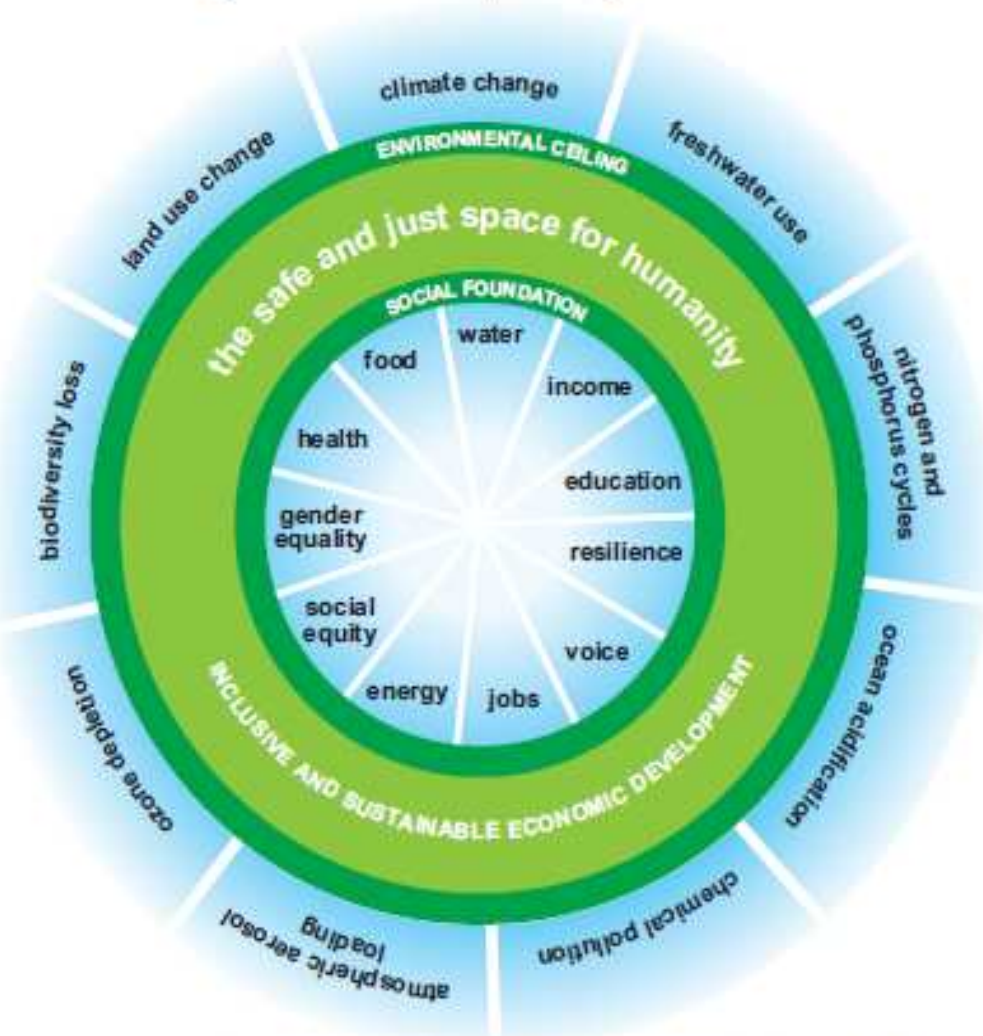 climate change
freshwater use
nitrogen and
phosphorus cycles
ocean acidification
chemical pollution
atmospheric aerosol
loading
ozone depletion
biodiversity loss
land use change
ENVIRONMENTAL CEILING
the safe and just space for humanity
SOCIAL FOUNDATION
water
income
education
resilience
voice
jobs
energy
social
equity
gender
equality
health
food
INCLUSIVE AND SUSTAINABLE ECONOMIC DEVELOPMENT